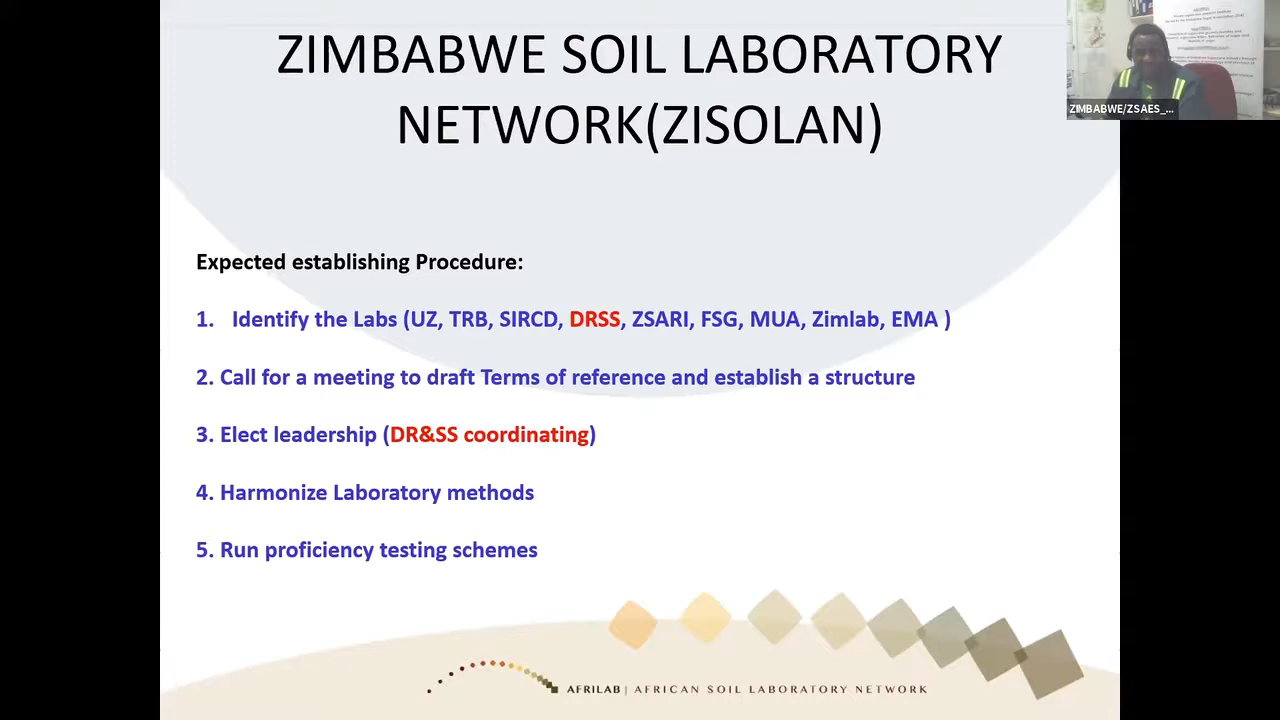 ZIMBABWE SOIL LABORATORY
NETWORK(ZISOLAN)
ZIMBABWE/ZSAES_...
Expected establishing Procedure:
1. Identify the Labs (UZ, TRB, SIRCD, DRSS, ZSARI, FSG, MUA, Zimlab, EMA )
2. Call for a meeting to draft Terms of reference and establish a structure
3. Elect leadership (DR&SS coordinating)
4. Harmonize Laboratory methods
5. Run proficiency testing schemes
AFRILAB | AFRICAN SOIL LABORATORY NETWORK